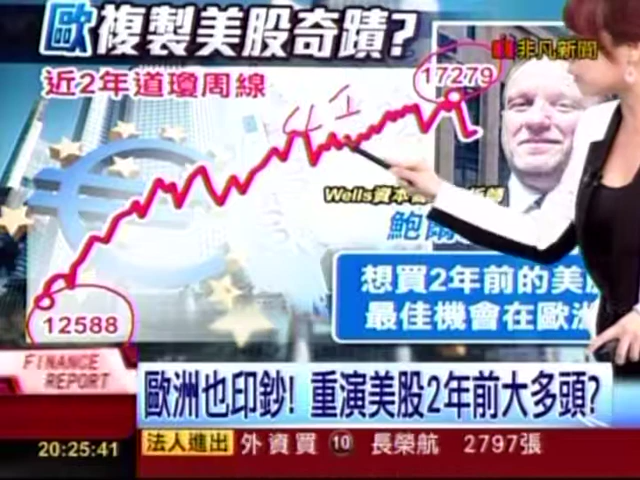 歐複製美股奇蹟?
非凡新聞
近2年道瓊周線
17279
Wells資本
鮑爾
12588
想買2年前的美
最佳機會在歐洲
FINANCE
REPORT
歐洲也印鈔! 重演美股2年前大多頭?
20:25:41
法人進出 外資買 10 長榮航 2797張